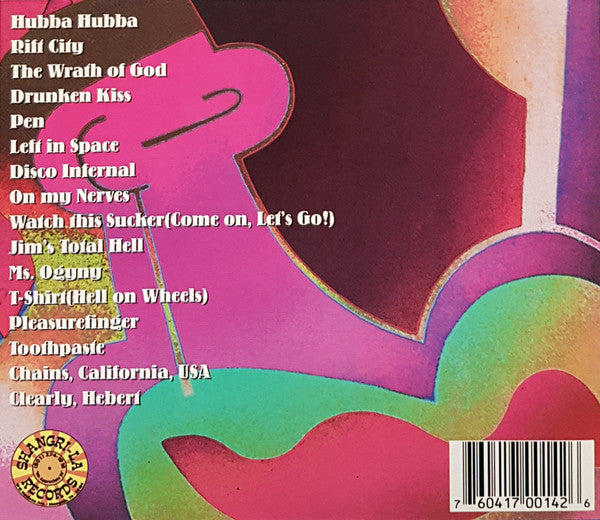 Hubba Hubba
Riff City
The Wrath of God
Drunken Kiss
Pen
Left in Space
Disco Infernal
On my Nerves
Watch this Sucker(Come on, Let's Go!)
Jim's Total Hell
Ms. Ogyny
T-Shirt(Hell on Wheels)
Pleasurefinger
Toothpaste
Chains, California, USA
Clearly, Hebert
SHANGRI-LA
RECORDS
7 60417 00142 6